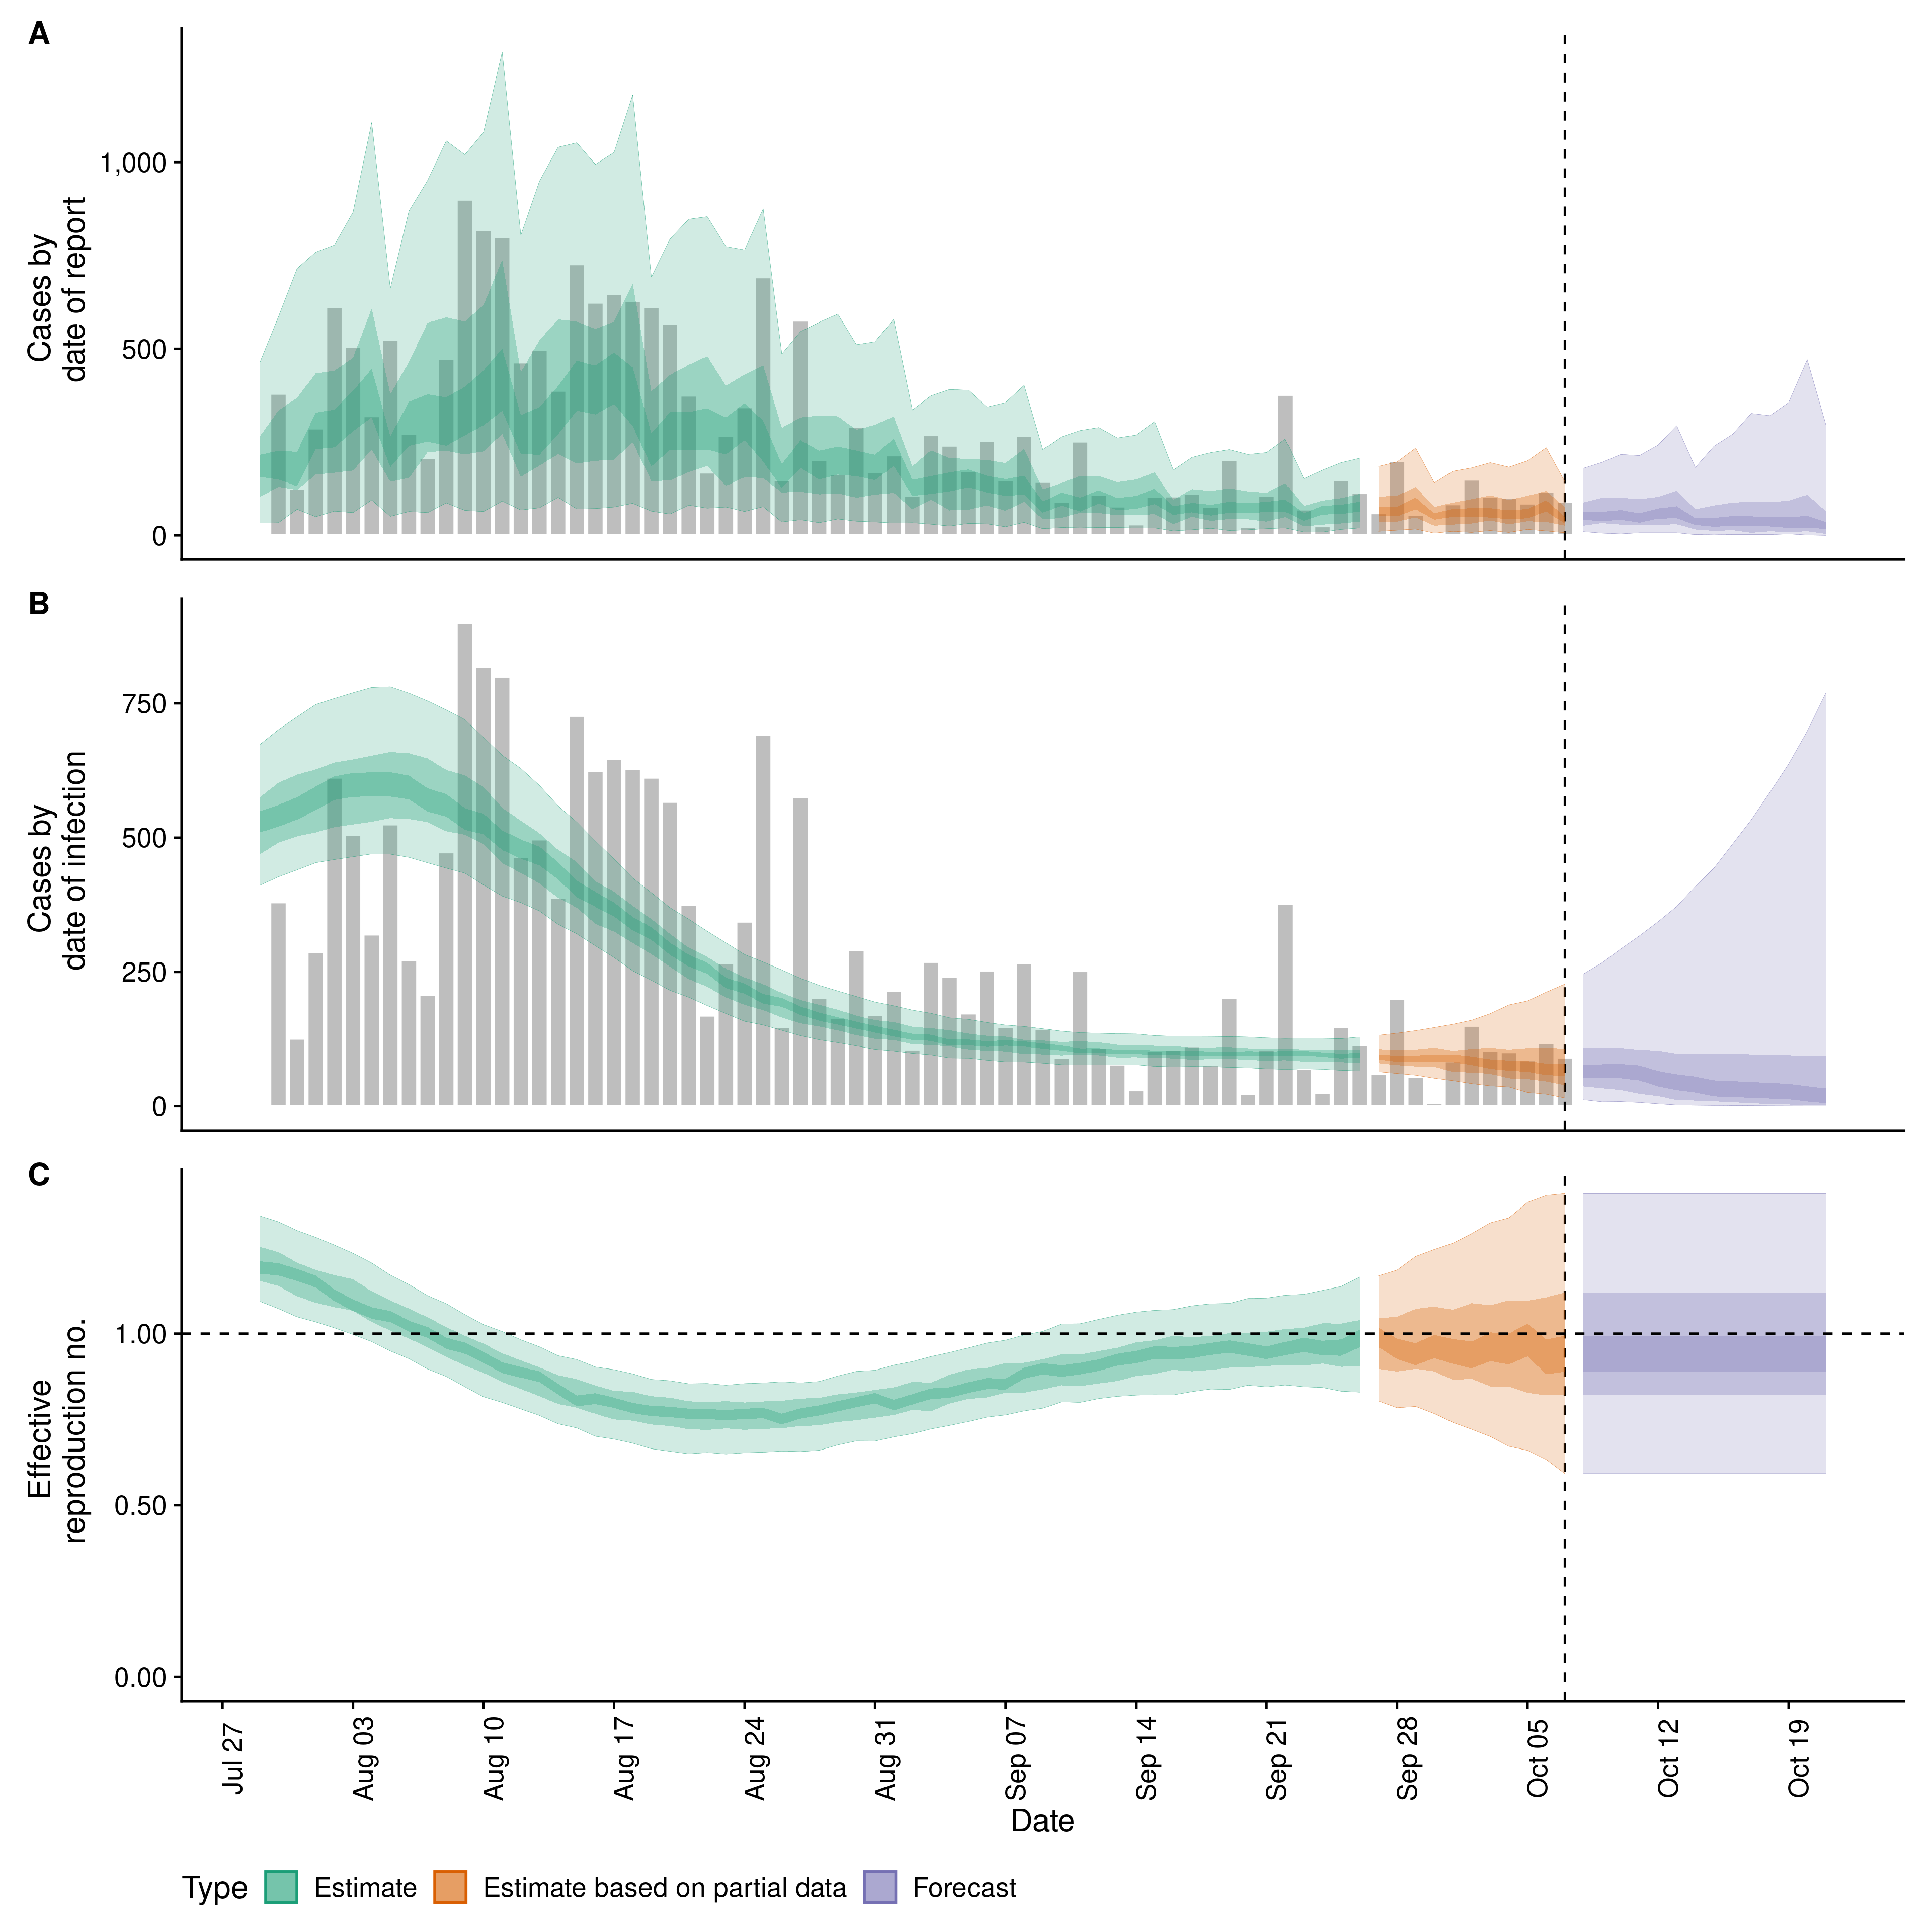 A
Cases by
date of report
1,000
500
0
B
Cases by
date of infection
750
500
250
0
C
Effective
reproduction no.
1.00
0.50
0.00
Jul 27
Aug 03
Aug 10
Aug 17
Aug 24
Aug 31
Sep 07
Sep 14
Sep 21
Sep 28
Oct 05
Oct 12
Oct 19
Date
Type Estimate Estimate based on partial data Forecast